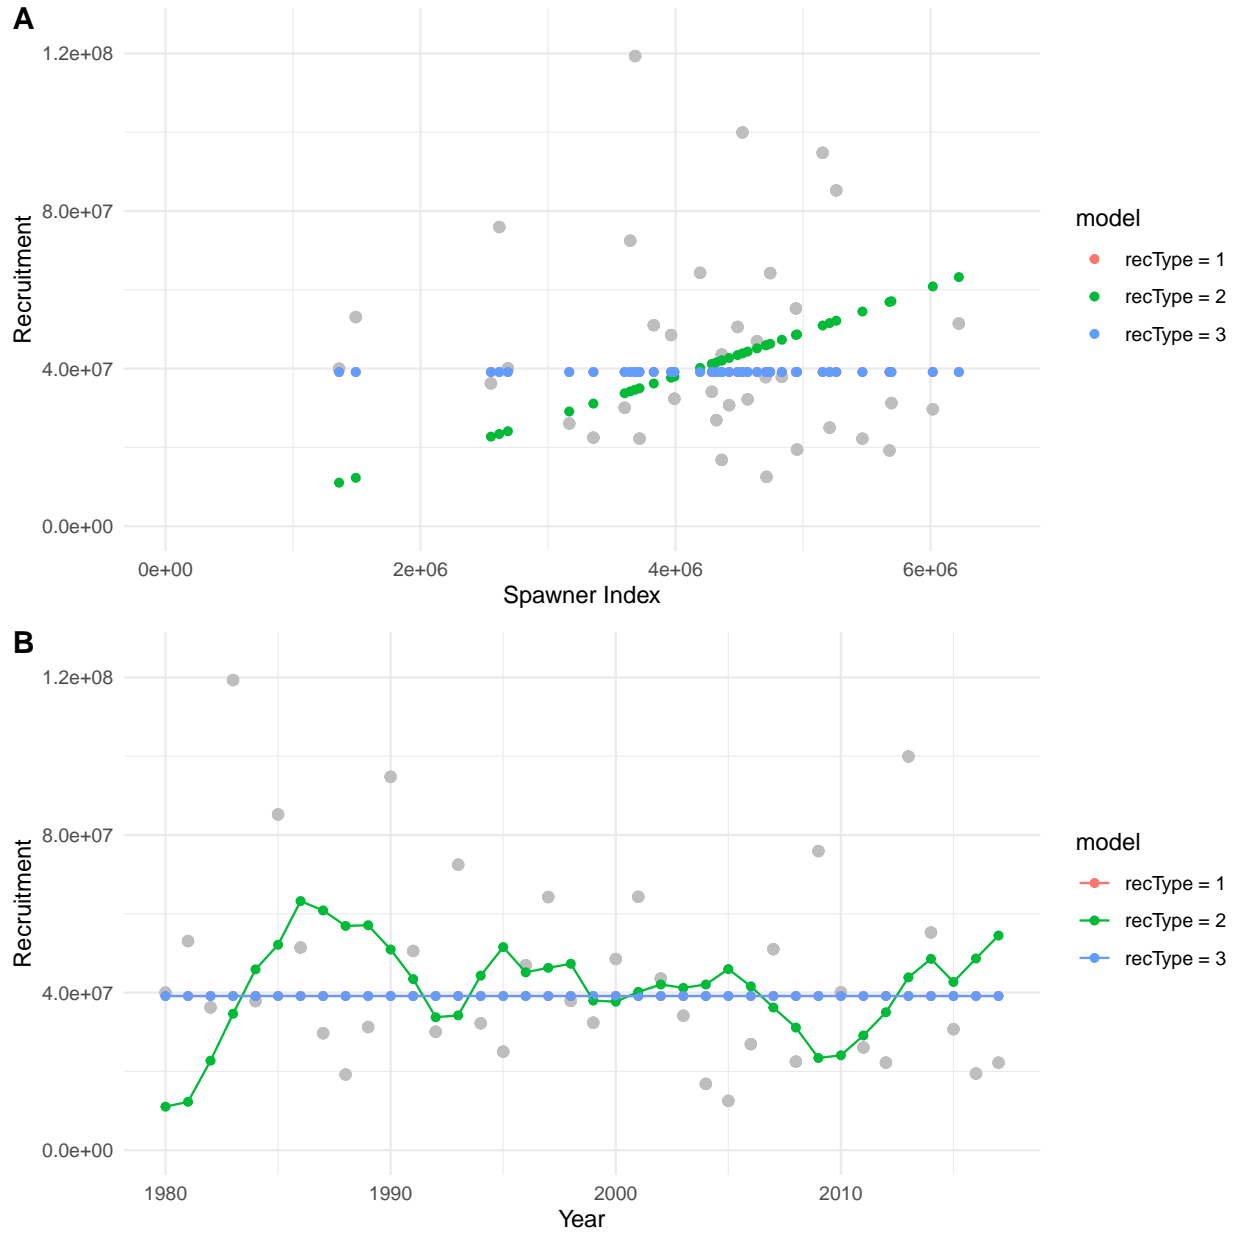 A
1.2e+08
8.0e+07
4.0e+07
0.0e+00
Recruitment
0e+00 2e+06 4e+06 6e+06
Spawner Index
model
recType = 1
recType = 2
recType = 3
B
1.2e+08
8.0e+07
4.0e+07
0.0e+00
Recruitment
1980 1990 2000 2010
Year
model
recType = 1
recType = 2
recType = 3